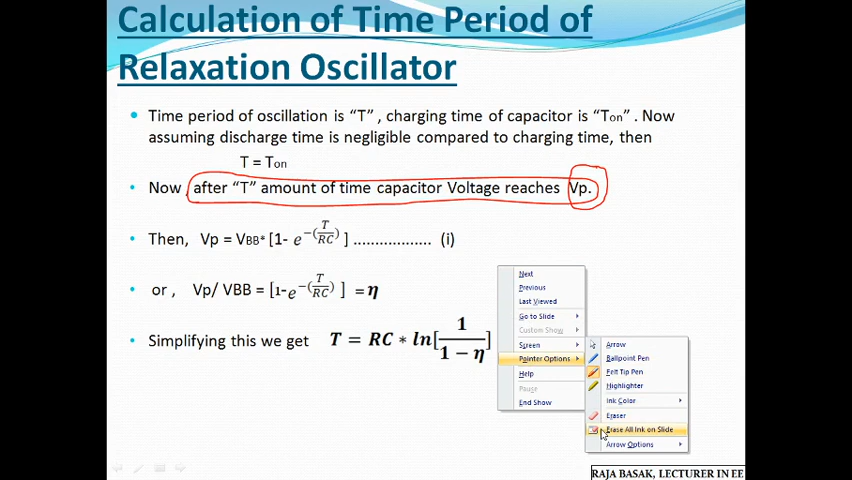 Calculation of Time Period of
Relaxation Oscillator
• Time period of oscillation is “T” , charging time of capacitor is “Ton” . Now
assuming discharge time is negligible compared to charging time, then
T = Ton
• Now after “T” amount of time capacitor Voltage reaches Vp.
• Then, Vp = VBB* [1- e^{-(T/RC)} ] .................. (i)
• or , Vp/ VBB = [1-e^{-(T/RC)} ] = η
• Simplifying this we get T = RC * ln[1/(1 − η)]
Next
Previous
Last Viewed
Go to Slide
Custom Show
Screen
Pointer Options
Help
Pause
End Show
Arrow
Ballpoint Pen
Felt Tip Pen
Highlighter
Ink Color
Eraser
Erase All Ink on Slide
Arrow Options
RAJA BASAK, LECTURER IN EE